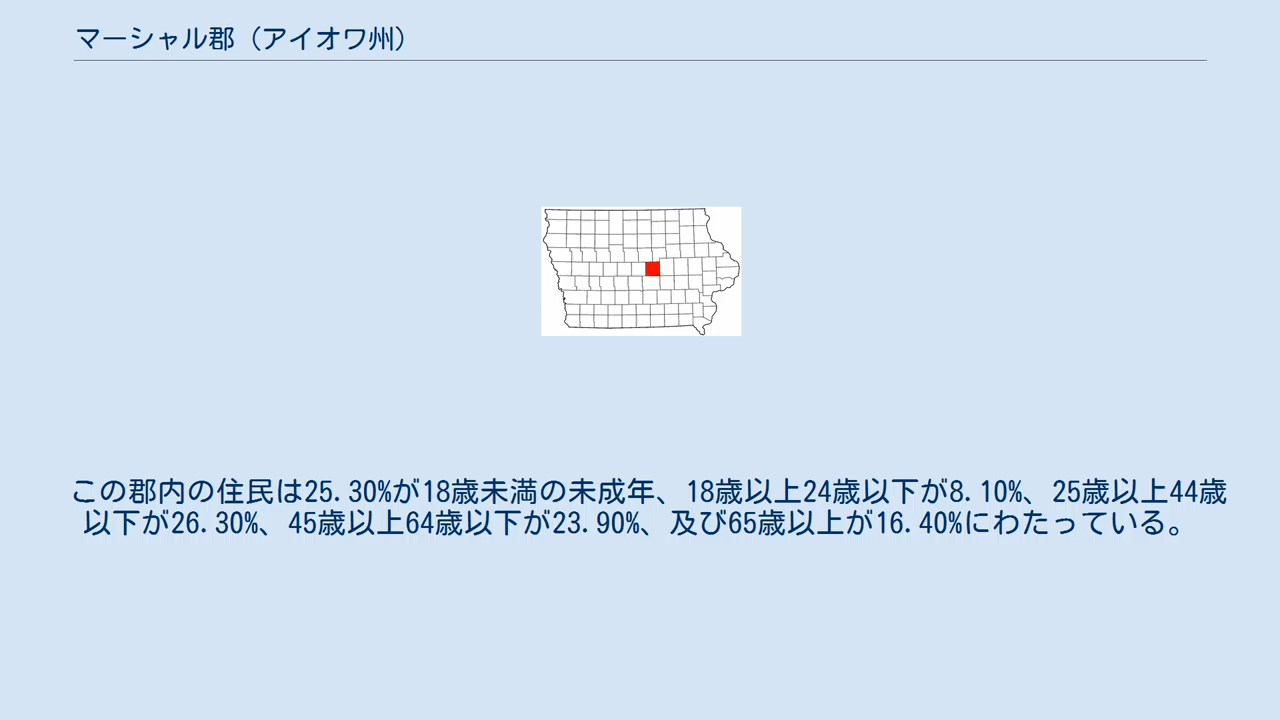 マーシャル郡（アイオワ州）
この郡内の住民は25.30%が18歳未満の未成年、18歳以上24歳以下が8.10%、25歳以上44歳
以下が26.30%、45歳以上64歳以下が23.90%、及び65歳以上が16.40%にわたっている。